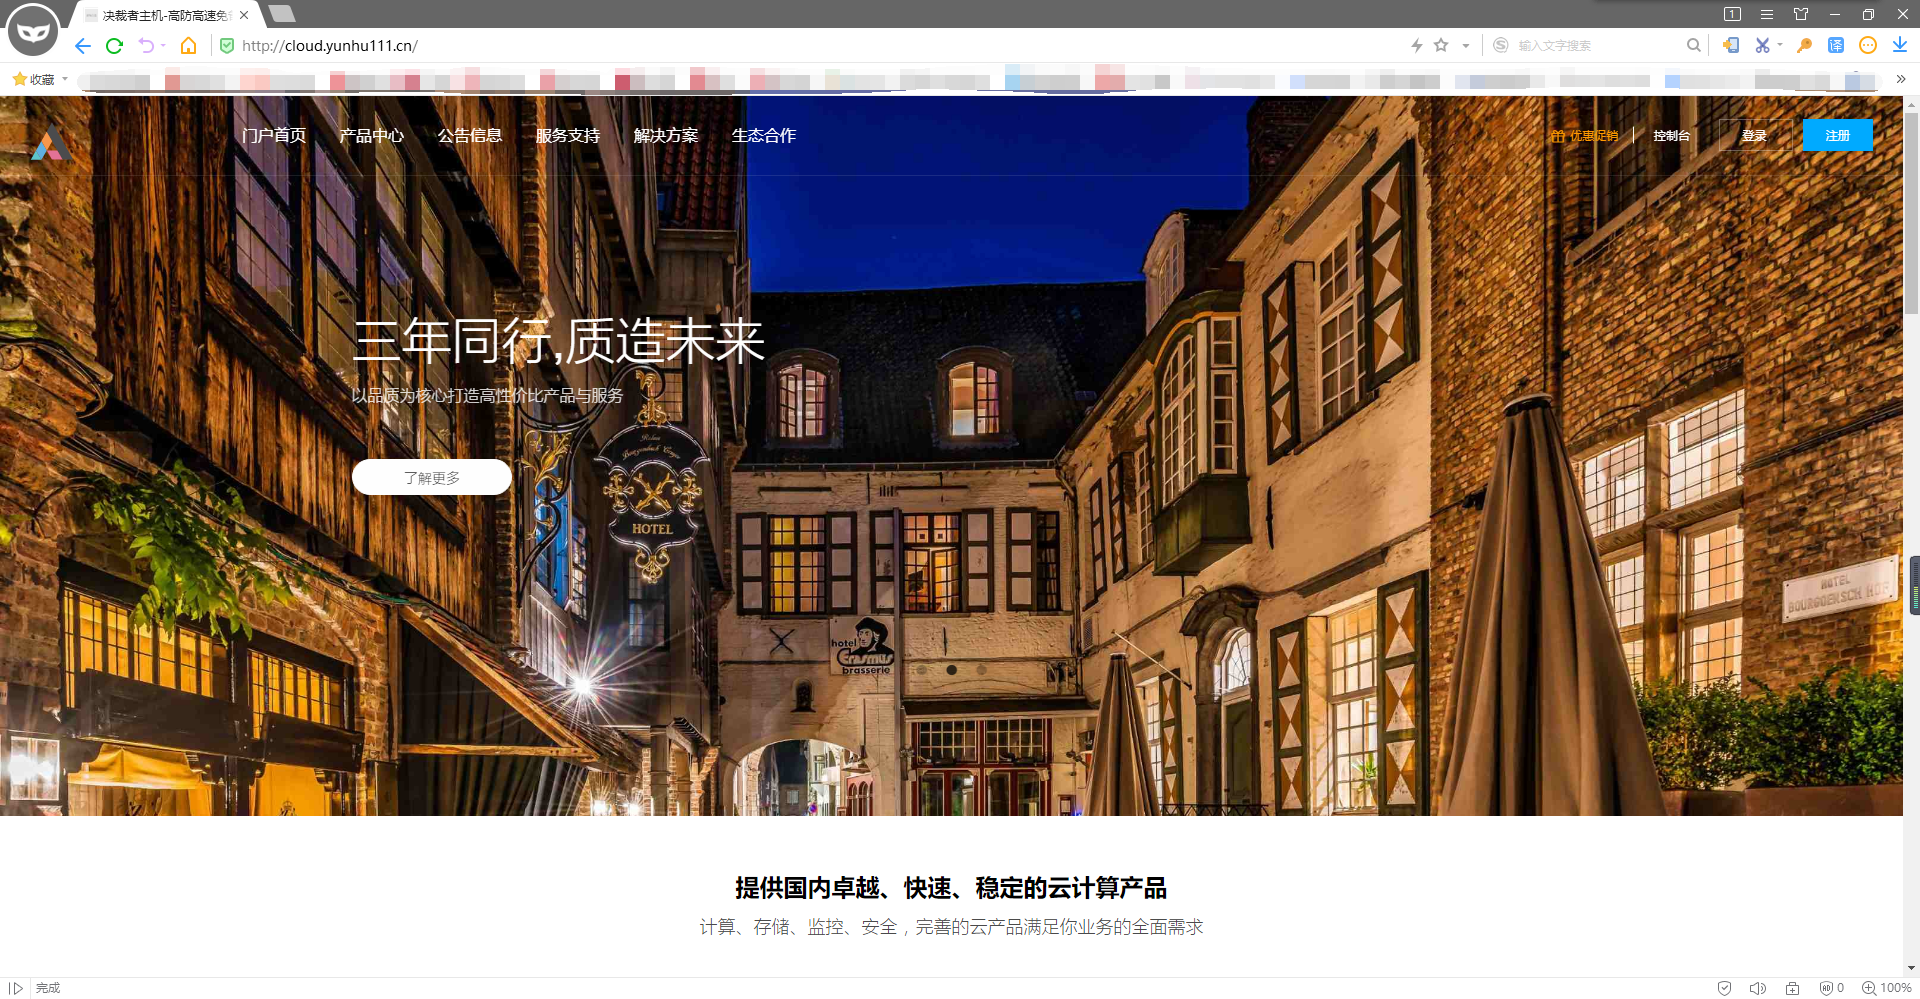 决裁者主机-高防高速免
1
http://cloud.yunhu111.cn/
输入文字搜索
译
收藏
门户首页 产品中心 公告信息 服务支持 解决方案 生态合作
优惠促销 控制台 登录 注册
三年同行,质造未来
以品质为核心打造高性价比产品与服务
了解更多
HOTEL
hotel
Erasmus
brasserie
HOTEL
BOURGOENSCH HOF
提供国内卓越、快速、稳定的云计算产品
计算、存储、监控、安全，完善的云产品满足你业务的全面需求
完成
0
100%